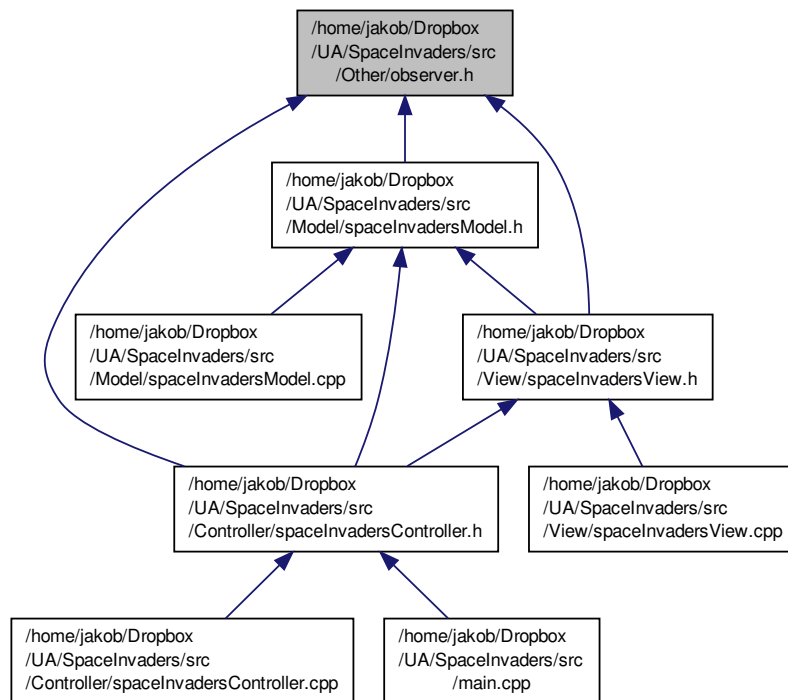 /home/jakob/Dropbox
/UA/SpaceInvaders/src
/Other/observer.h
/home/jakob/Dropbox
/UA/SpaceInvaders/src
/Model/spaceInvadersModel.h
/home/jakob/Dropbox
/UA/SpaceInvaders/src
/Model/spaceInvadersModel.cpp
/home/jakob/Dropbox
/UA/SpaceInvaders/src
/View/spaceInvadersView.h
/home/jakob/Dropbox
/UA/SpaceInvaders/src
/Controller/spaceInvadersController.h
/home/jakob/Dropbox
/UA/SpaceInvaders/src
/View/spaceInvadersView.cpp
/home/jakob/Dropbox
/UA/SpaceInvaders/src
/Controller/spaceInvadersController.cpp
/home/jakob/Dropbox
/UA/SpaceInvaders/src
/main.cpp